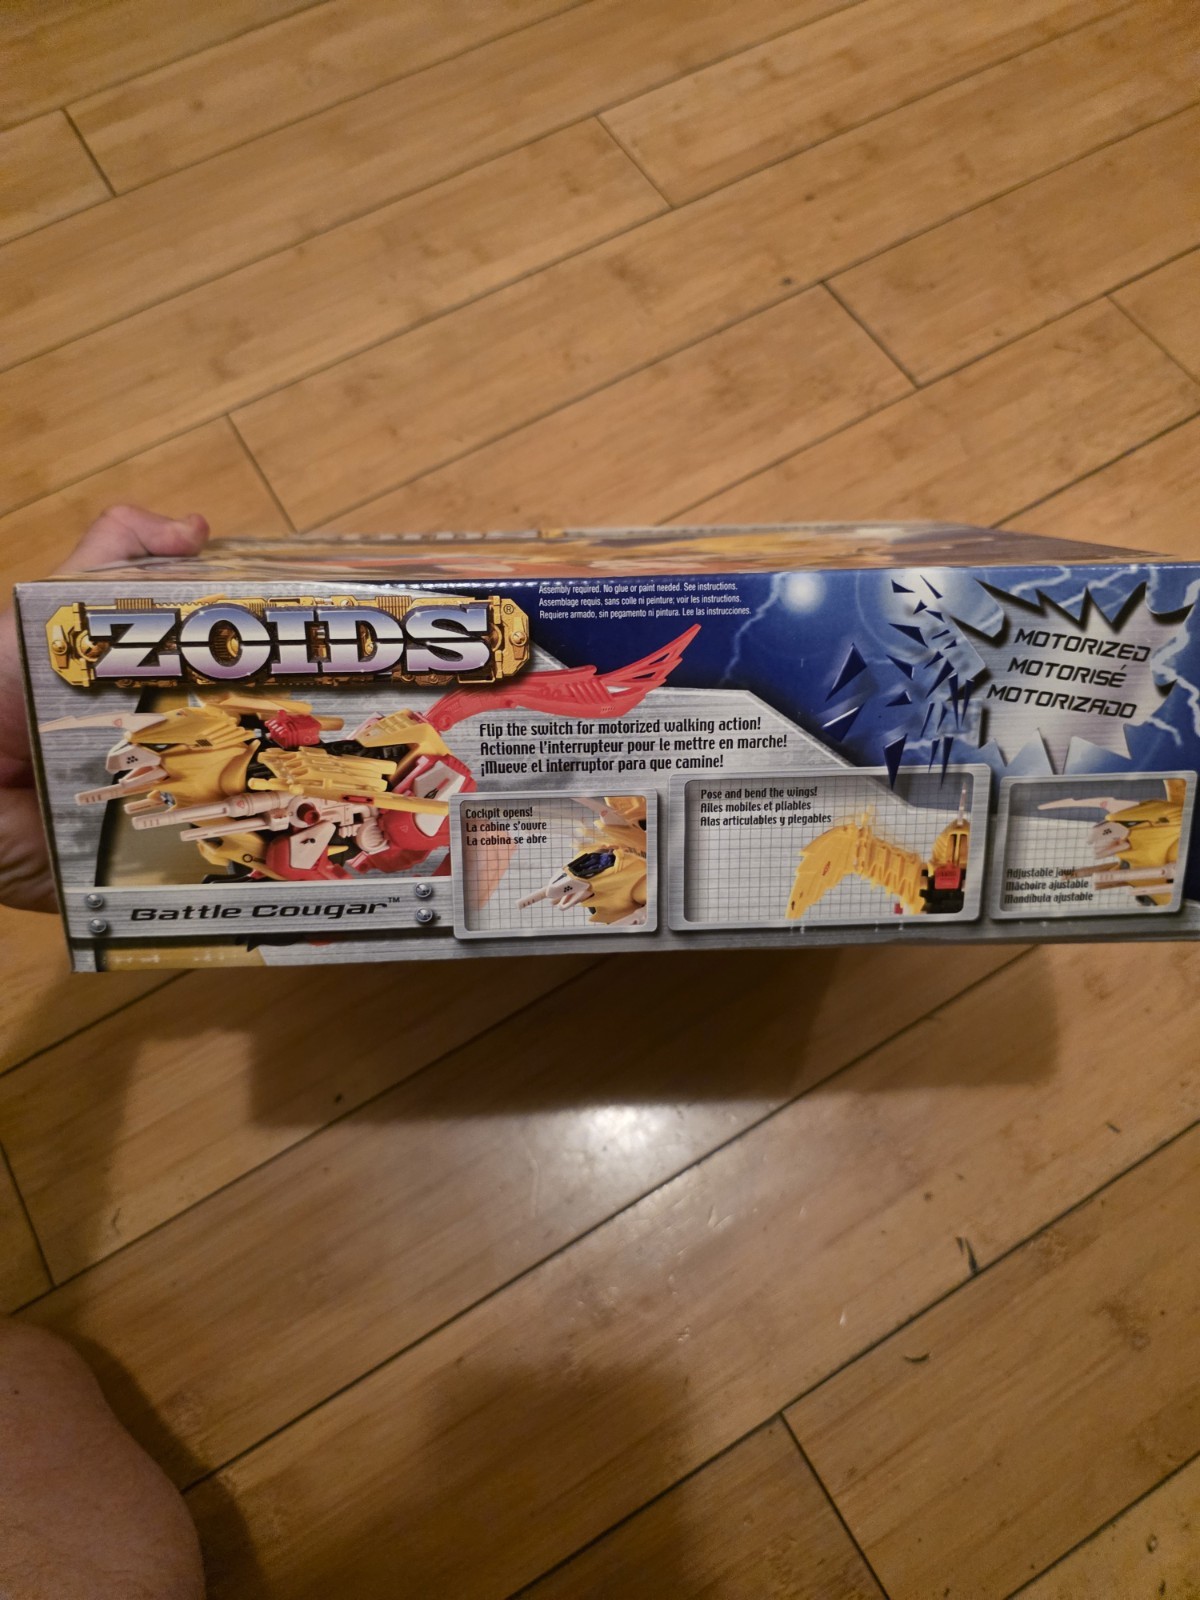 Assembly required. No glue or paint needed. See instructions.
Assemblage requis, sans colle ni peinture; voir les instructions.
Requiere armado, sin pegamento ni pintura. Lee las instrucciones.
ZOIDS®
MOTORIZED
MOTORISÉ
MOTORIZADO
Flip the switch for motorized walking action!
Actionne l'interrupteur pour le mettre en marche!
¡Mueve el interruptor para que camine!
Cockpit opens!
La cabine s'ouvre
La cabina se abre
Pose and bend the wings!
Ailes mobiles et pliables
Alas articulables y plegables
Adjustable jaw!
Mâchoire ajustable
Mandíbula ajustable
Battle Cougar™